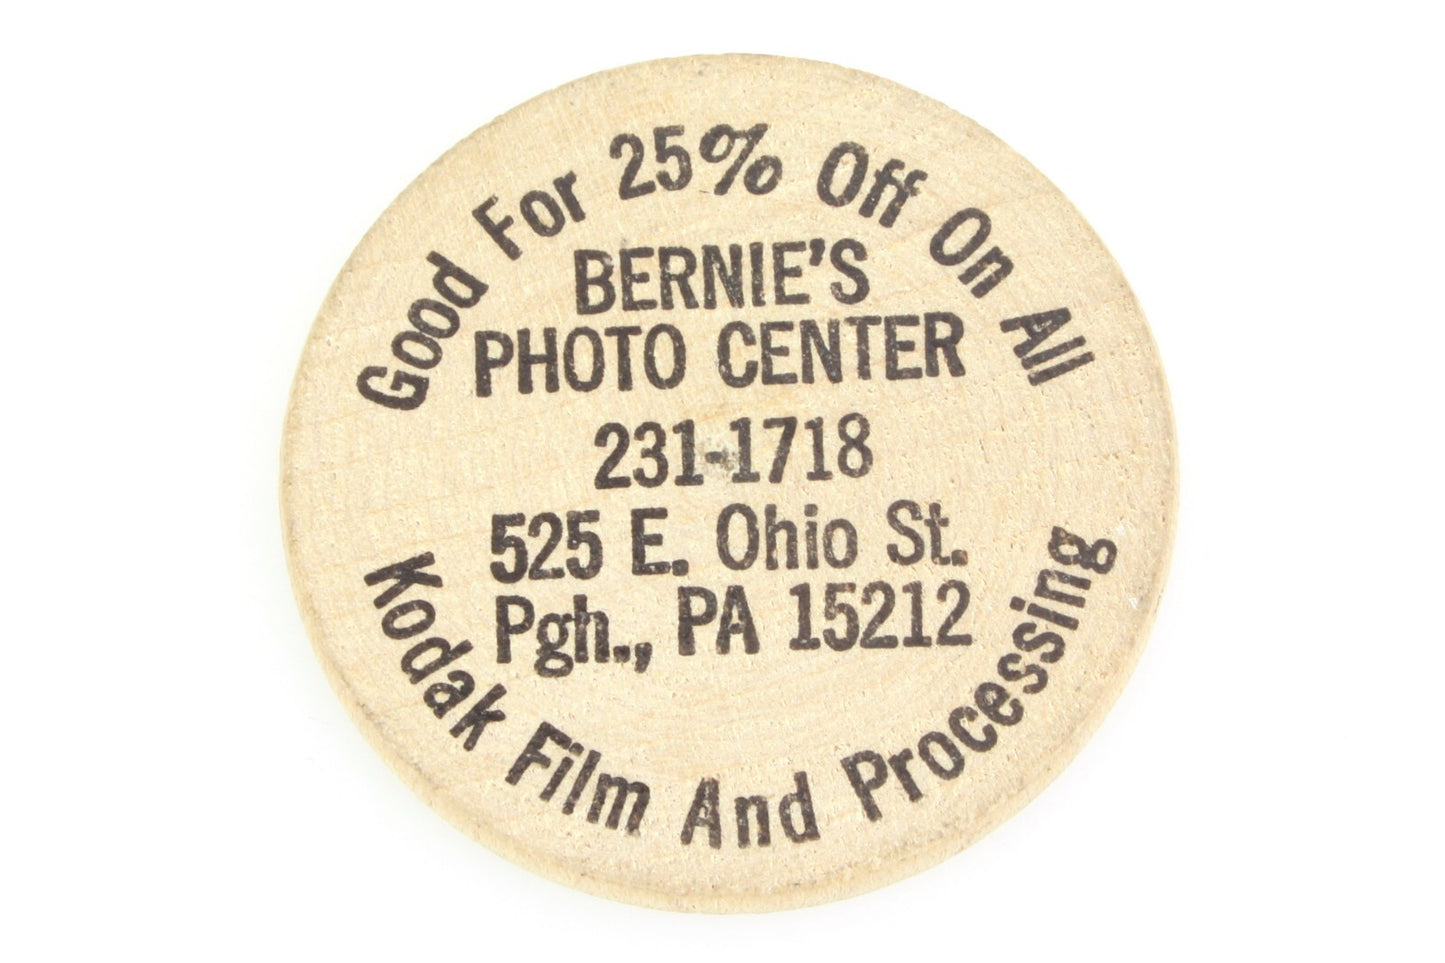 Good For 25% Off On All
BERNIE'S
PHOTO CENTER
231-1718
525 E. Ohio St.
Pgh., PA 15212
Kodak Film And Processing